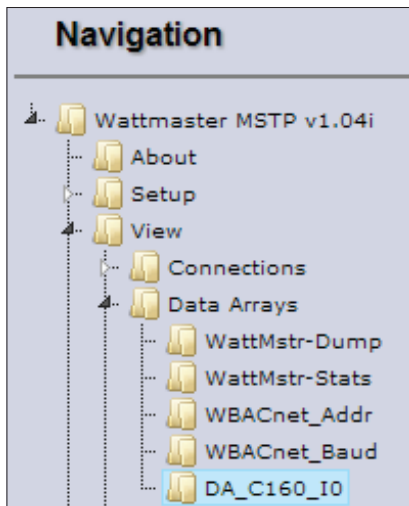 Navigation
Wattmaster MSTP v1.04i
About
Setup
View
Connections
Data Arrays
WattMstr-Dump
WattMstr-Stats
WBACnet_Addr
WBACnet_Baud
DA_C160_I0